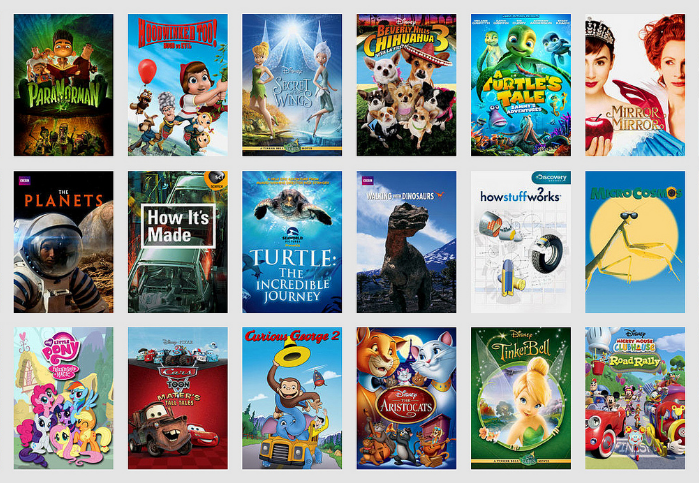 PARANORMAN
HOODWINKED TOO!
HOOD VS. EVIL
Disney
SECRET
of the
WINGS
Disney
BEVERLY HILLS
CHIHUAHUA 3
A
TURTLE'S
TALE
SAMMY'S
ADVENTURES
MIRROR
MIRROR
BBC
THE
PLANETS
How It's
Made
SEAWORLD
TURTLE:
THE
INCREDIBLE
JOURNEY
BBC
WALKING WITH DINOSAURS
Discovery
howstuffworks
MICROCOSMOS
MY
LITTLE
PONY
FRIENDSHIP
IS
MAGIC
DISNEY · PIXAR
Cars
TOON
MATER'S
TALL TALES
Curious George 2
Disney
THE
ARISTOCATS
Disney
TinkerBell
Disney
MICKEY MOUSE
CLUBHOUSE
Road Rally